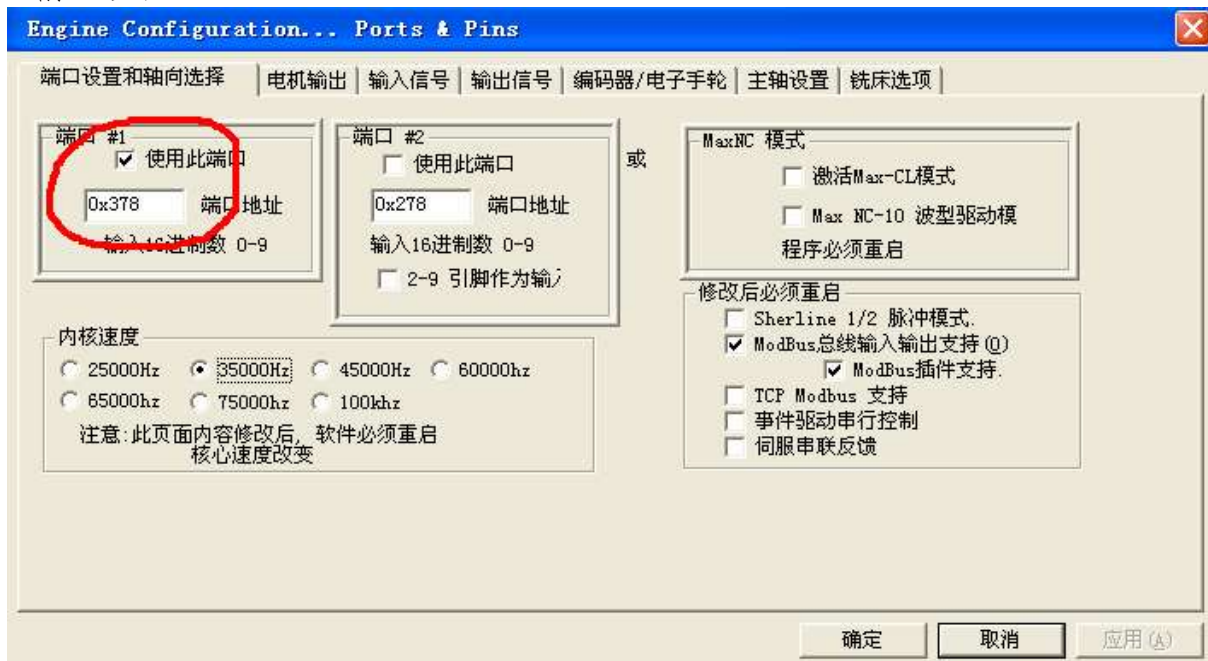 Engine Configuration... Ports & Pins
端口设置和轴向选择 电机输出 输入信号 输出信号 编码器/电子手轮 主轴设置 铣床选项
端口 #1
使用此端口
0x378 端口地址
输入16进制数 0-9
端口 #2
使用此端口
0x278 端口地址
输入16进制数 0-9
2-9 引脚作为输
或
MaxNC 模式
激活Max-CL模式
Max NC-10 波型驱动模
程序必须重启
内核速度
25000Hz 35000Hz 45000Hz 60000hz
65000hz 75000hz 100khz
注意:此页面内容修改后, 软件必须重启
核心速度改变
修改后必须重启
Sherline 1/2 脉冲模式.
ModBus总线输入输出支持(Q)
ModBus插件支持.
TCP Modbus 支持
事件驱动串行控制
伺服串联反馈
确定 取消 应用(A)